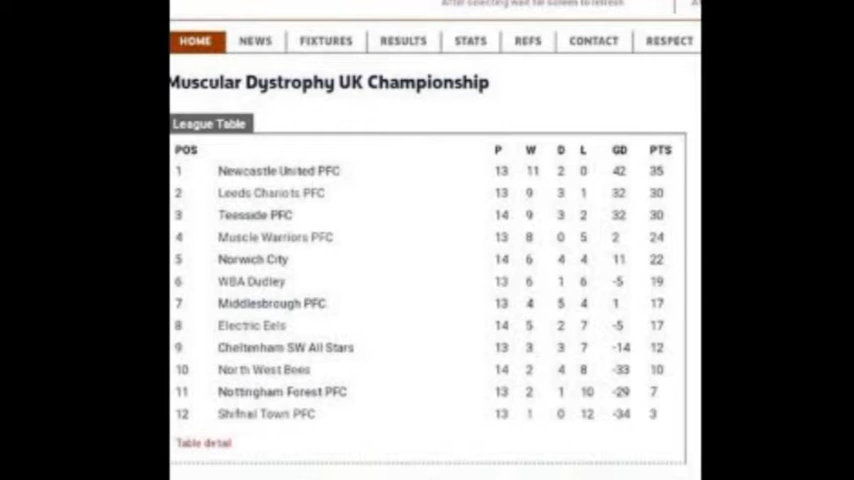 After selecting wait for screen to refresh
HOME NEWS FIXTURES RESULTS STATS REFS CONTACT RESPECT
Muscular Dystrophy UK Championship
League Table
POS P W D L GD PTS
1 Newcastle United PFC 13 11 2 0 42 35
2 Leeds Chariots PFC 13 9 3 1 32 30
3 Teesside PFC 14 9 3 2 32 30
4 Muscle Warriors PFC 13 8 0 5 2 24
5 Norwich City 14 6 4 4 11 22
6 WBA Dudley 13 6 1 6 -5 19
7 Middlesbrough PFC 13 4 5 4 1 17
8 Electric Eels 14 5 2 7 -5 17
9 Cheltenham SW All Stars 13 3 3 7 -14 12
10 North West Bees 14 2 4 8 -33 10
11 Nottingham Forest PFC 13 2 1 10 -29 7
12 Shifnal Town PFC 13 1 0 12 -34 3
Table detail